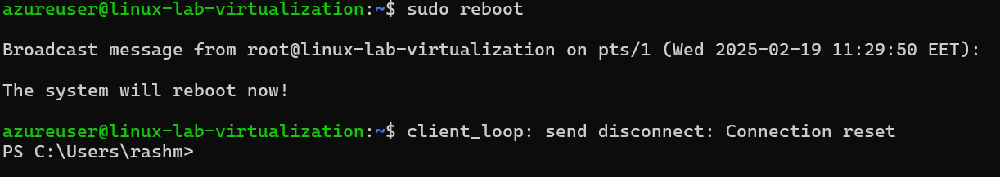 azureuser@linux-lab-virtualization:~$ sudo reboot
Broadcast message from root@linux-lab-virtualization on pts/1 (Wed 2025-02-19 11:29:50 EET):
The system will reboot now!
azureuser@linux-lab-virtualization:~$ client_loop: send disconnect: Connection reset
PS C:\Users\rashm>